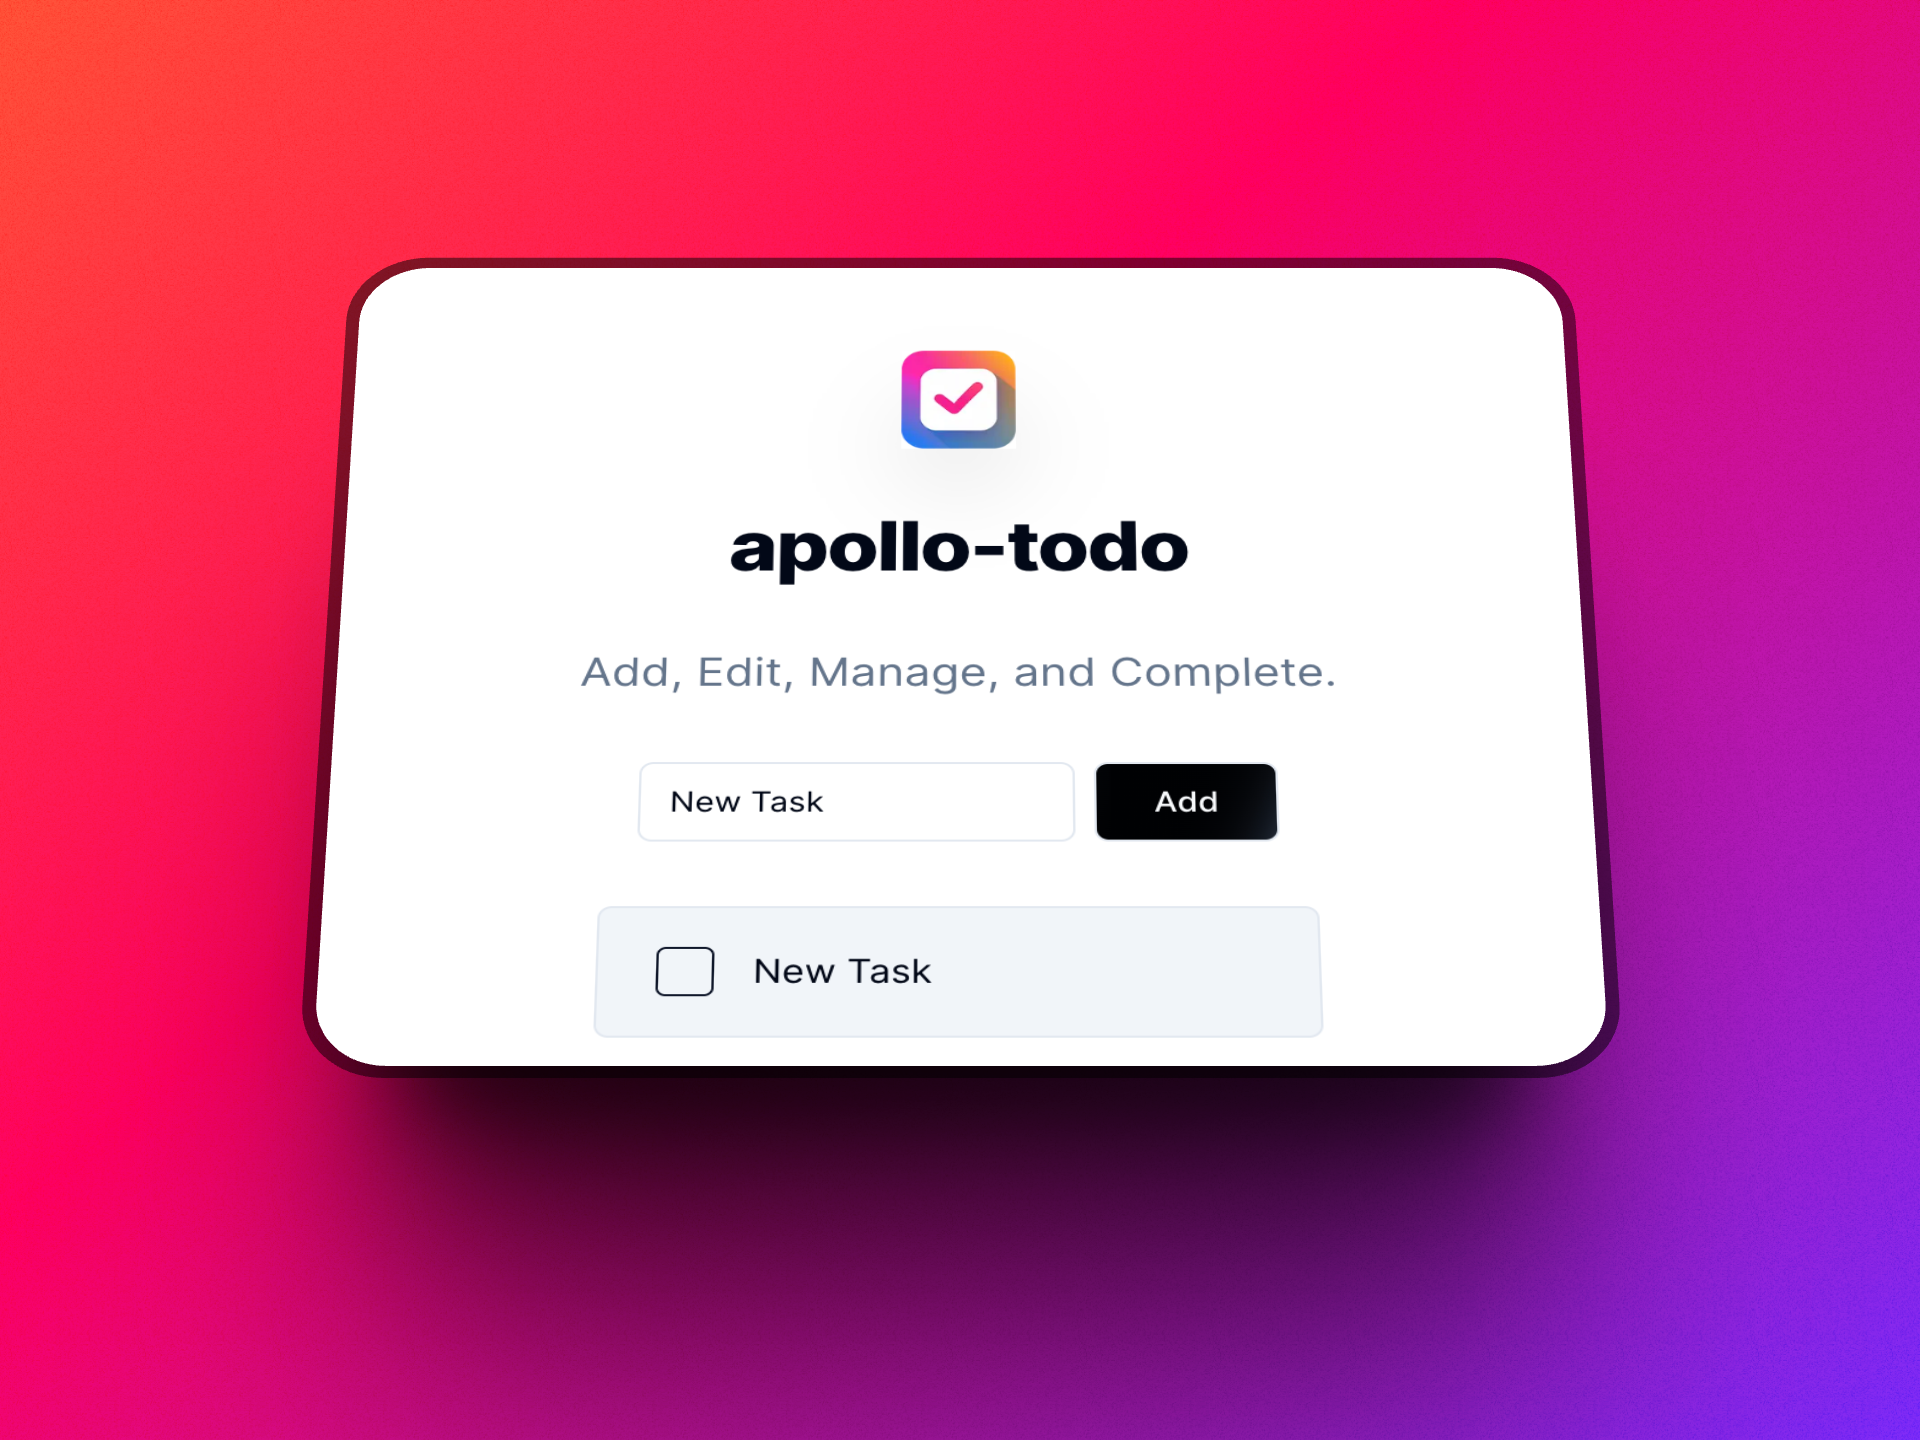 apollo-todo
Add, Edit, Manage, and Complete.
New Task
Add
New Task